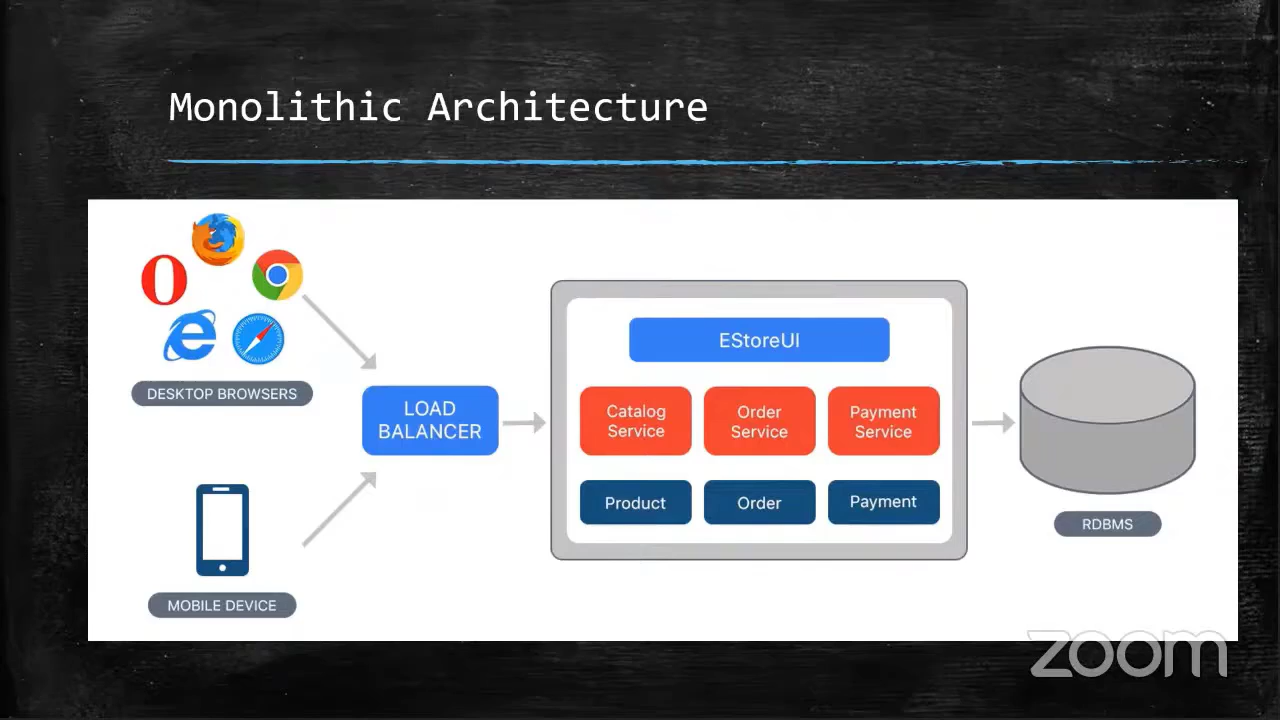 Monolithic Architecture
DESKTOP BROWSERS
MOBILE DEVICE
LOAD
BALANCER
EStoreUI
Catalog
Service
Order
Service
Payment
Service
Product
Order
Payment
RDBMS
zoom